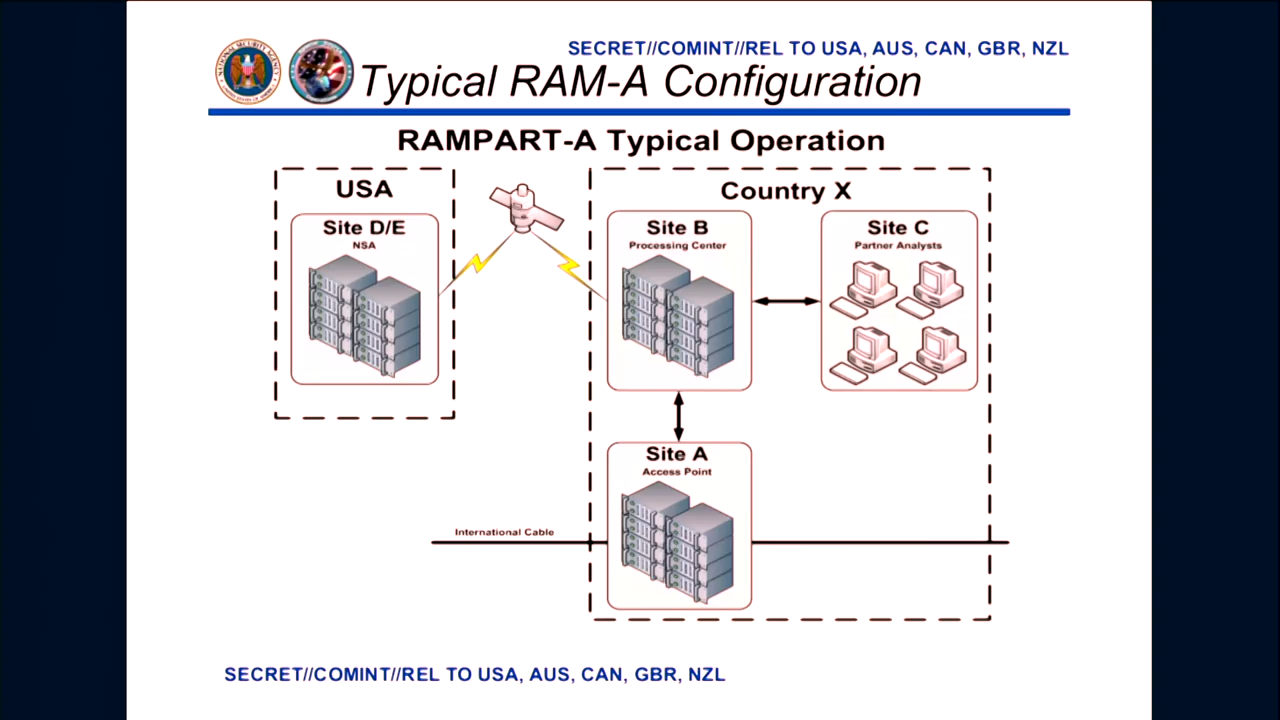 SECRET//COMINT//REL TO USA, AUS, CAN, GBR, NZL
Typical RAM-A Configuration
RAMPART-A Typical Operation
USA
Site D/E
NSA
Country X
Site B
Processing Center
Site C
Partner Analysts
Site A
Access Point
International Cable
SECRET//COMINT//REL TO USA, AUS, CAN, GBR, NZL